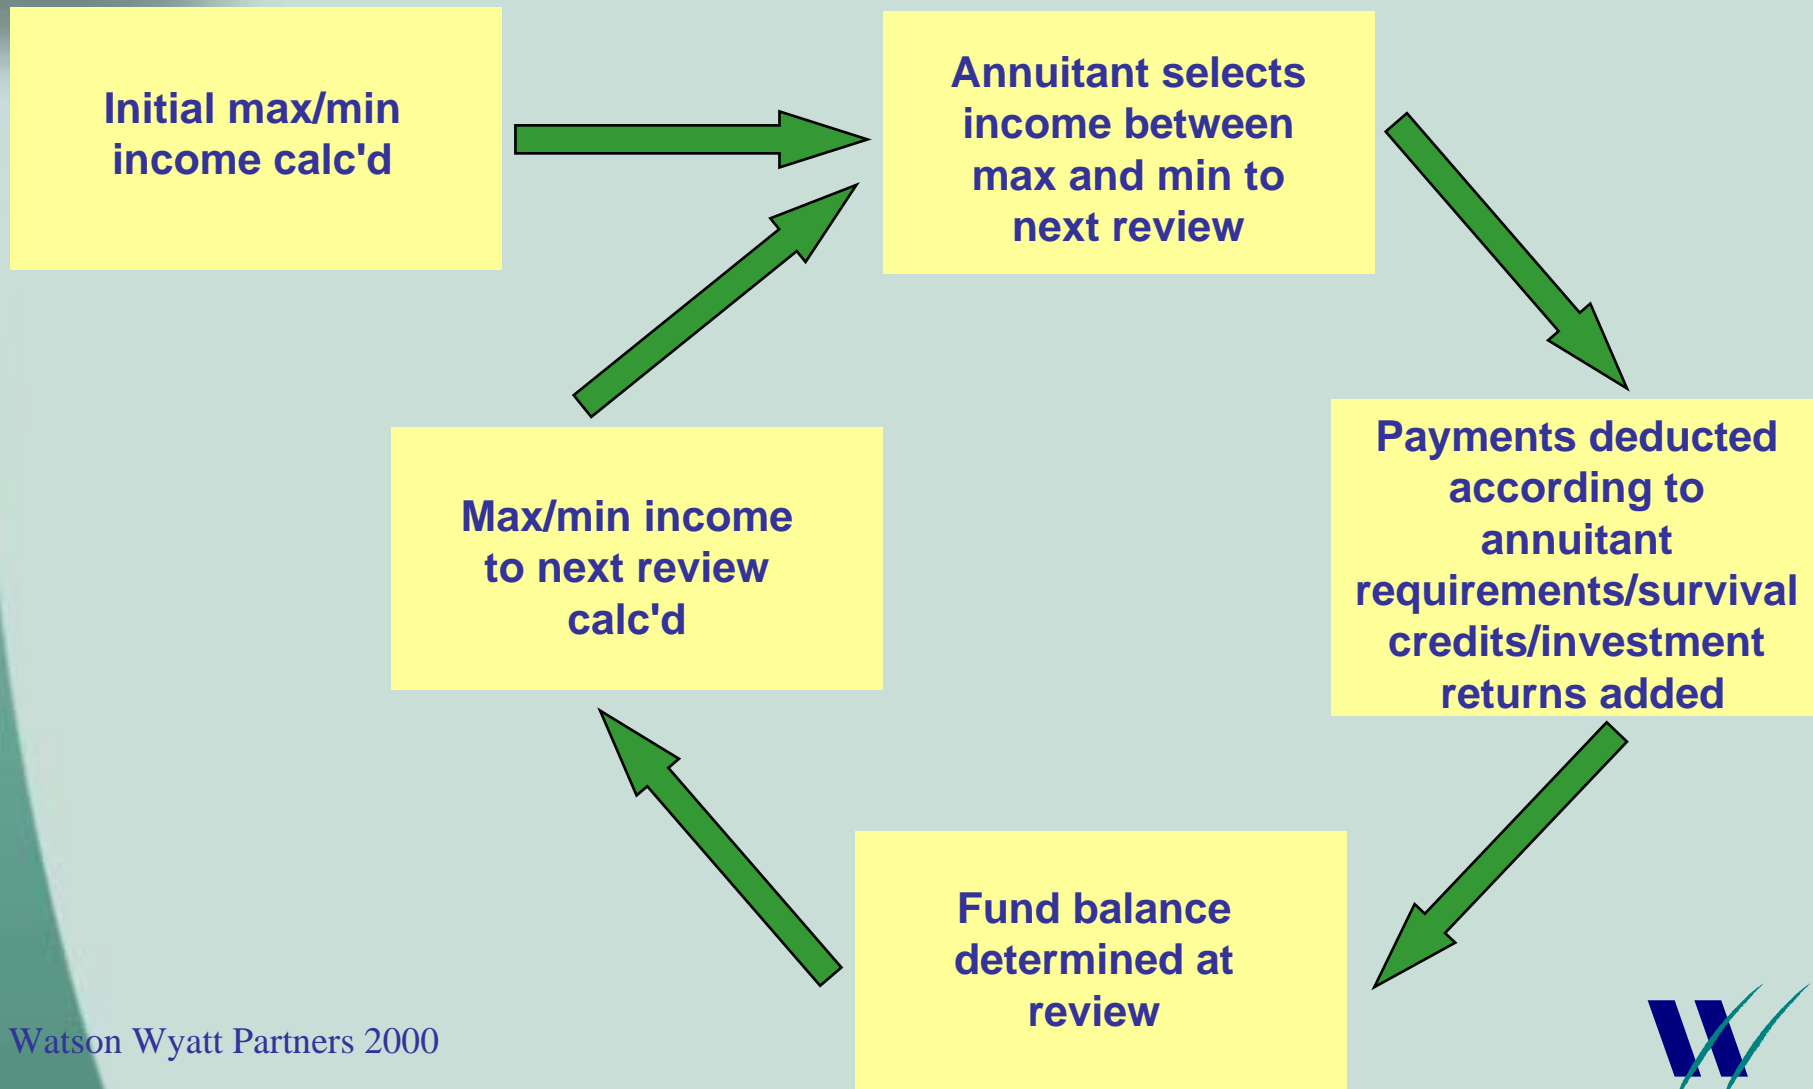 Initial max/min
income calc'd
Annuitant selects
income between
max and min to
next review
Max/min income
to next review
calc'd
Payments deducted
according to
annuitant
requirements/survival
credits/investment
returns added
Fund balance
determined at
review
Watson Wyatt Partners 2000
W